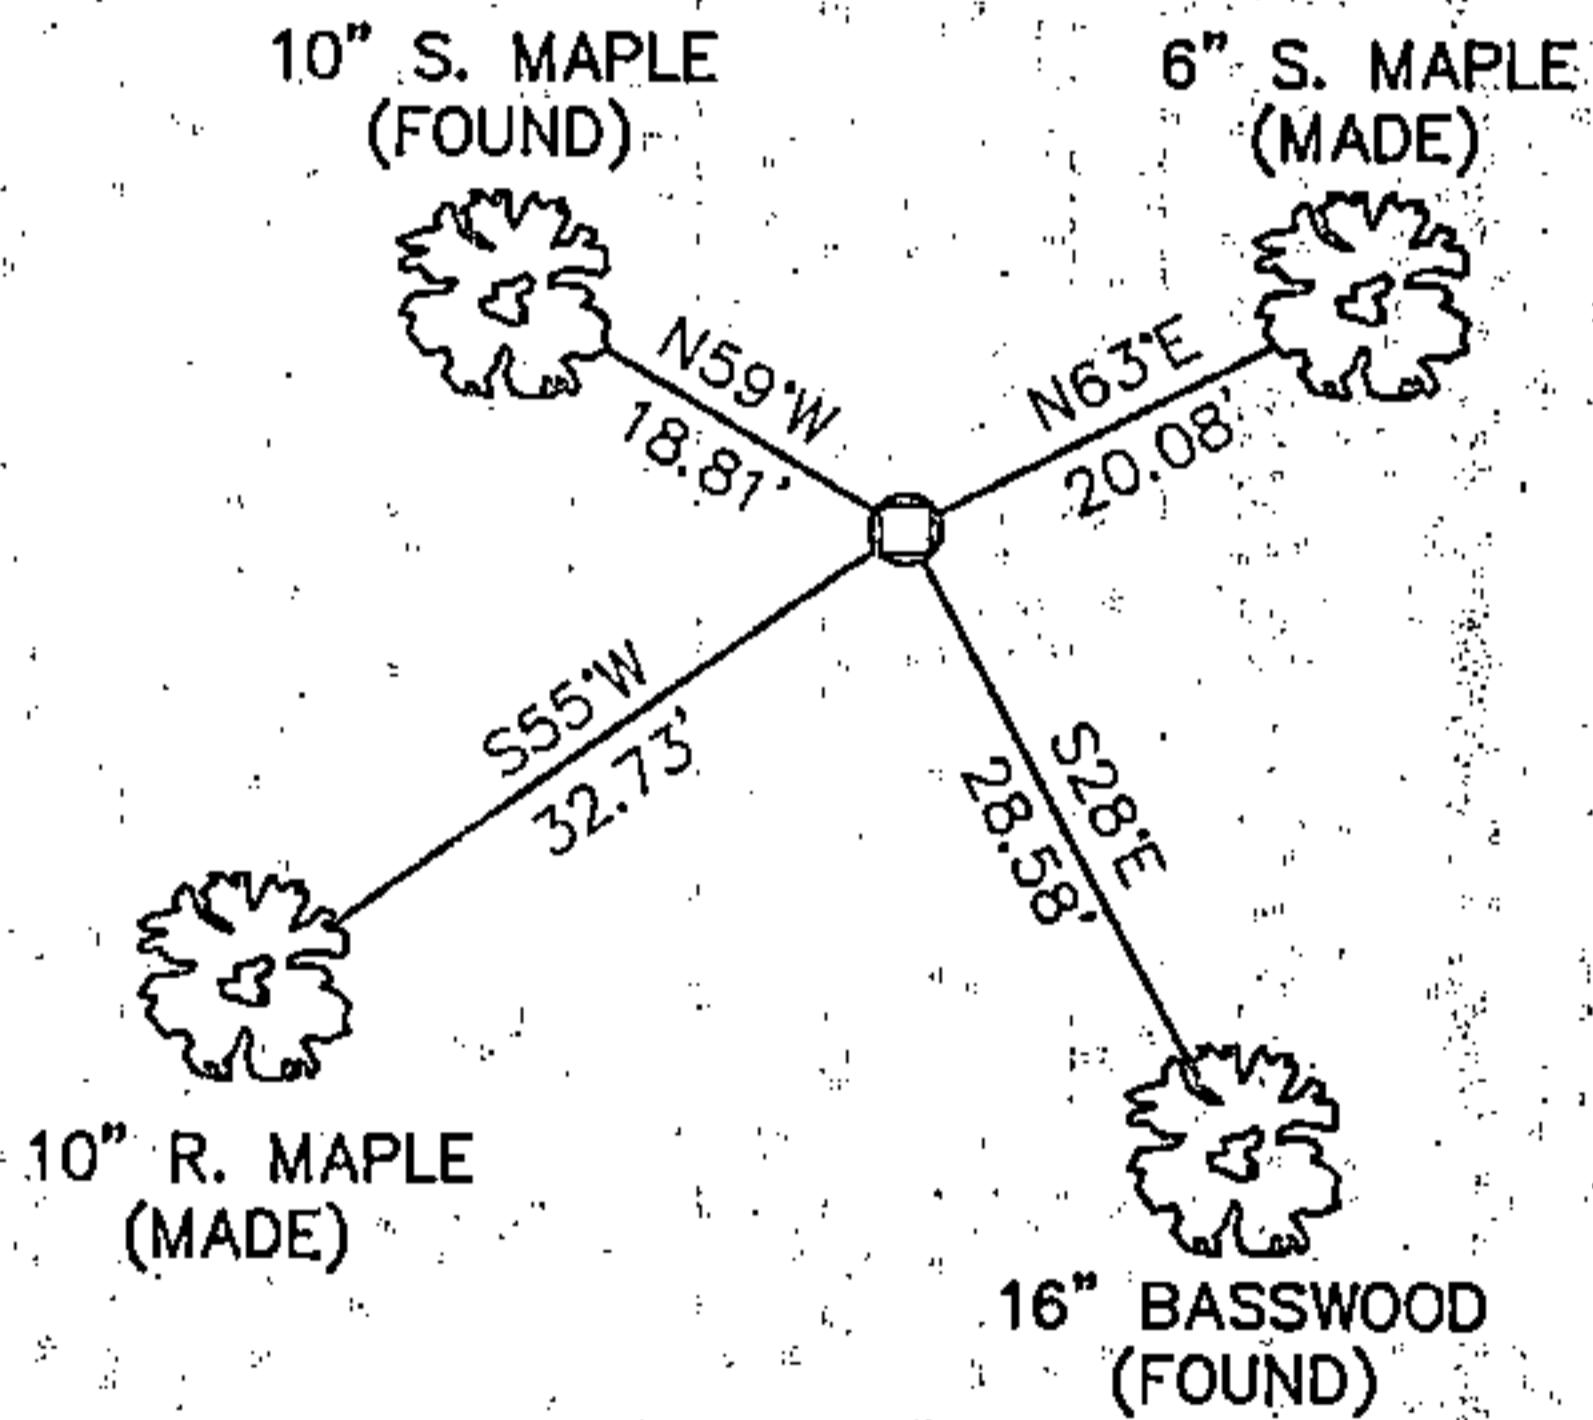 10" S. MAPLE
(FOUND)
6" S. MAPLE
(MADE)
N59°W
18.81'
N63°E
20.08'
S55°W
32.73'
S28°E
28.58'
10" R. MAPLE
(MADE)
16" BASSWOOD
(FOUND)